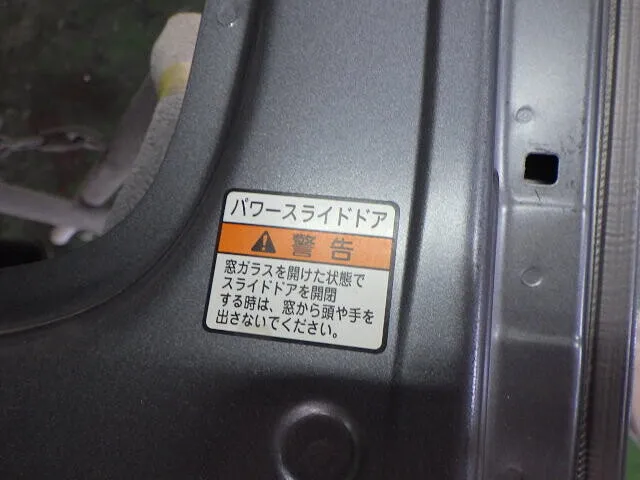 パワースライドドア
警告
窓ガラスを開けた状態で
スライドドアを開閉
する時は、窓から頭や手を
出さないでください。